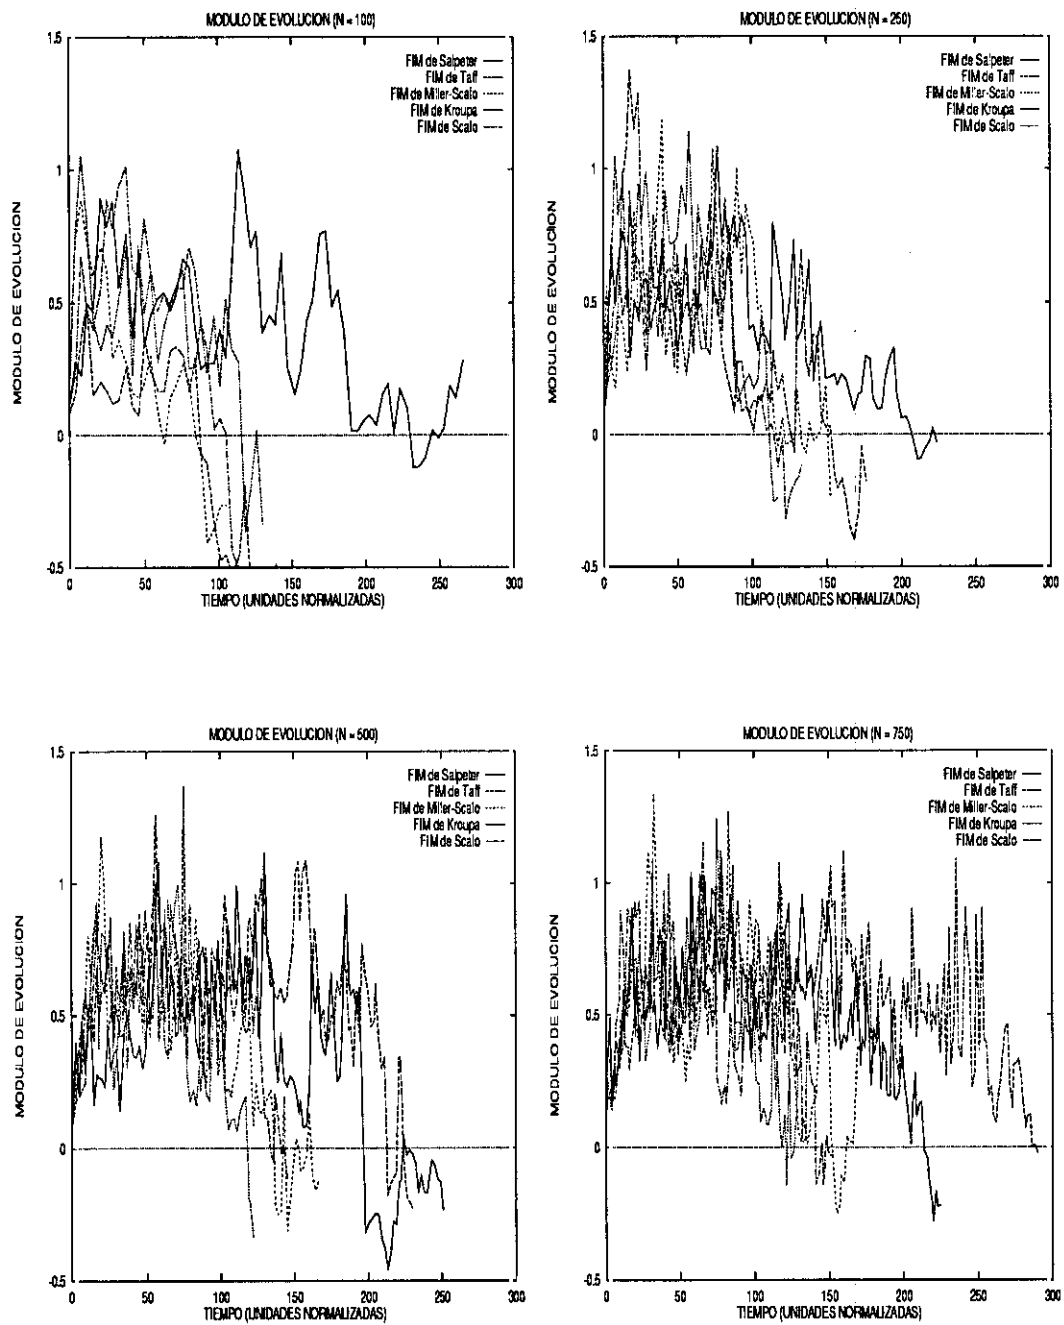 MODULO DE EVOLUCION (N = 100)
1.5
1
0.5
0
-0.5
MODULO DE EVOLUCION
FIM de Salpeter
FIM de Taff
FIM de Miller-Scalo
FIM de Kroupa
FIM de Scalo
0 50 100 150 200 250 300
TIEMPO (UNIDADES NORMALIZADAS)
MODULO DE EVOLUCION (N = 250)
1.5
1
0.5
0
-0.5
MODULO DE EVOLUCION
FIM de Salpeter
FIM de Taff
FIM de Miller-Scalo
FIM de Kroupa
FIM de Scalo
0 50 100 150 200 250 300
TIEMPO (UNIDADES NORMALIZADAS)
MODULO DE EVOLUCION (N = 500)
1.5
1
0.5
0
-0.5
MODULO DE EVOLUCION
FIM de Salpeter
FIM de Taff
FIM de Miller-Scalo
FIM de Kroupa
FIM de Scalo
0 50 100 150 200 250 300
TIEMPO (UNIDADES NORMALIZADAS)
MODULO DE EVOLUCION (N = 750)
1.5
1
0.5
0
-0.5
MODULO DE EVOLUCION
FIM de Salpeter
FIM de Taff
FIM de Miller-Scalo
FIM de Kroupa
FIM de Scalo
0 50 100 150 200 250 300
TIEMPO (UNIDADES NORMALIZADAS)